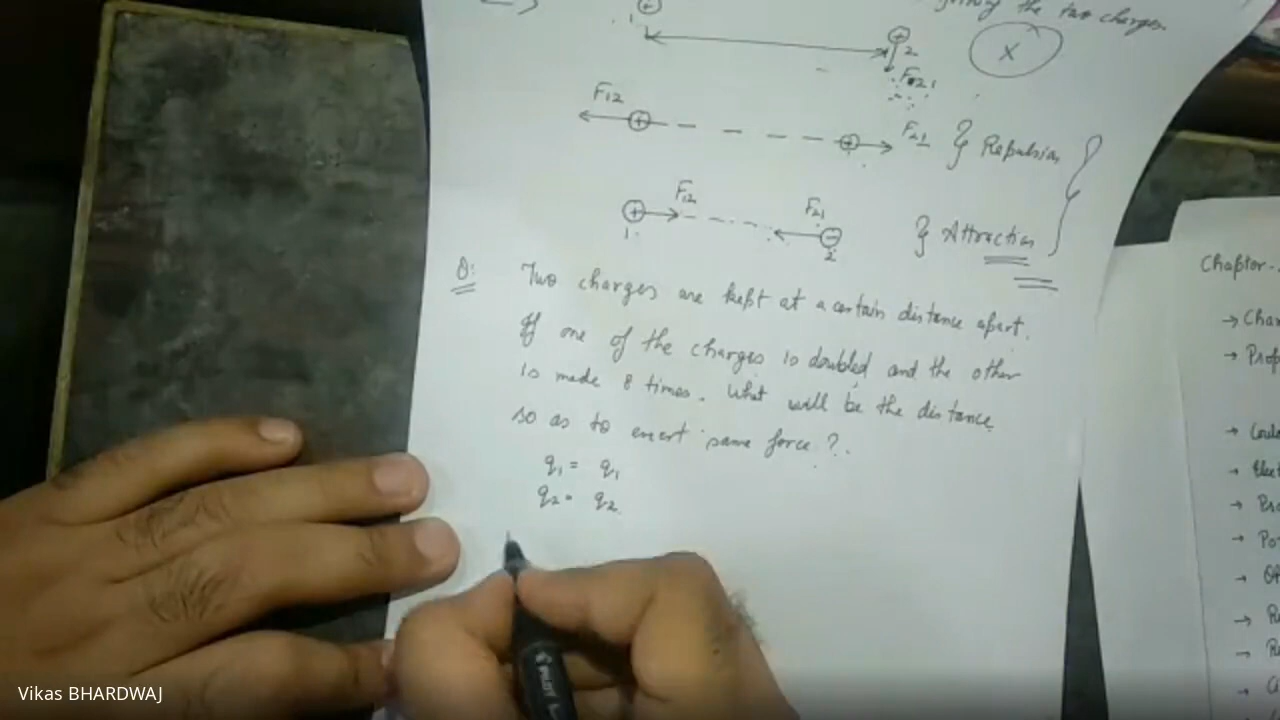 the two charges.
1
+
2
F21
X
F12
+
+
F21
} Repulsion
F12
F21
+
-
1
2
} Attraction
Q:
Two charges are kept at a certain distance apart.
If one of the charges is doubled and the other
is made 8 times. What will be the distance
so as to exert same force?.
q1 = q1
q2 = q2
Chapter-
→
→
→
→
→
→
→
→
→
→
PILOT
Vikas BHARDWAJ